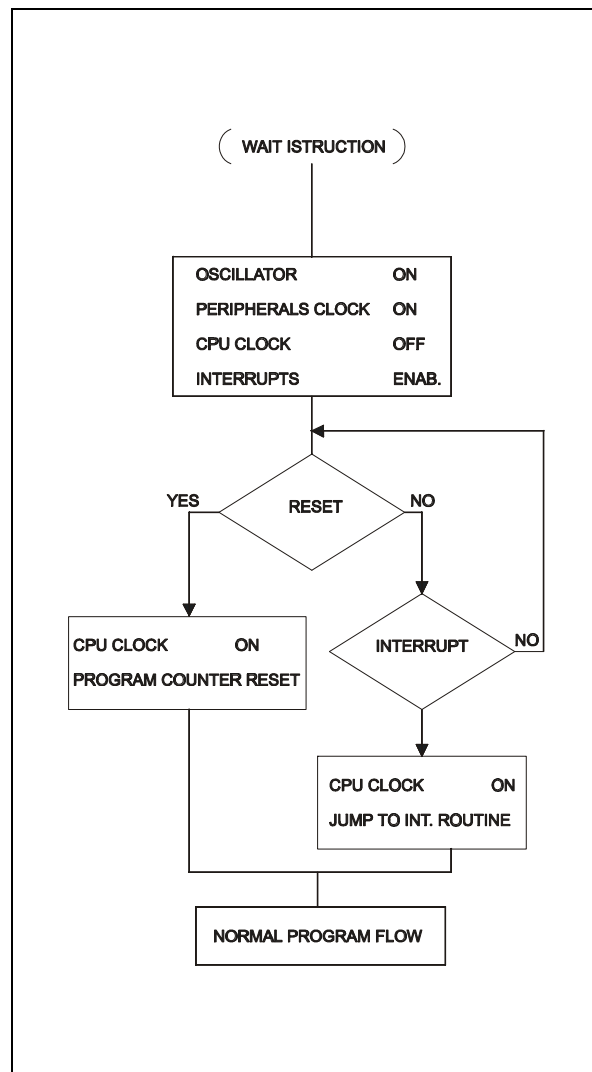 WAIT ISTRUCTION
OSCILLATOR ON
PERIPHERALS CLOCK ON
CPU CLOCK OFF
INTERRUPTS ENAB.
YES
RESET
NO
CPU CLOCK ON
PROGRAM COUNTER RESET
INTERRUPT
NO
CPU CLOCK ON
JUMP TO INT. ROUTINE
NORMAL PROGRAM FLOW